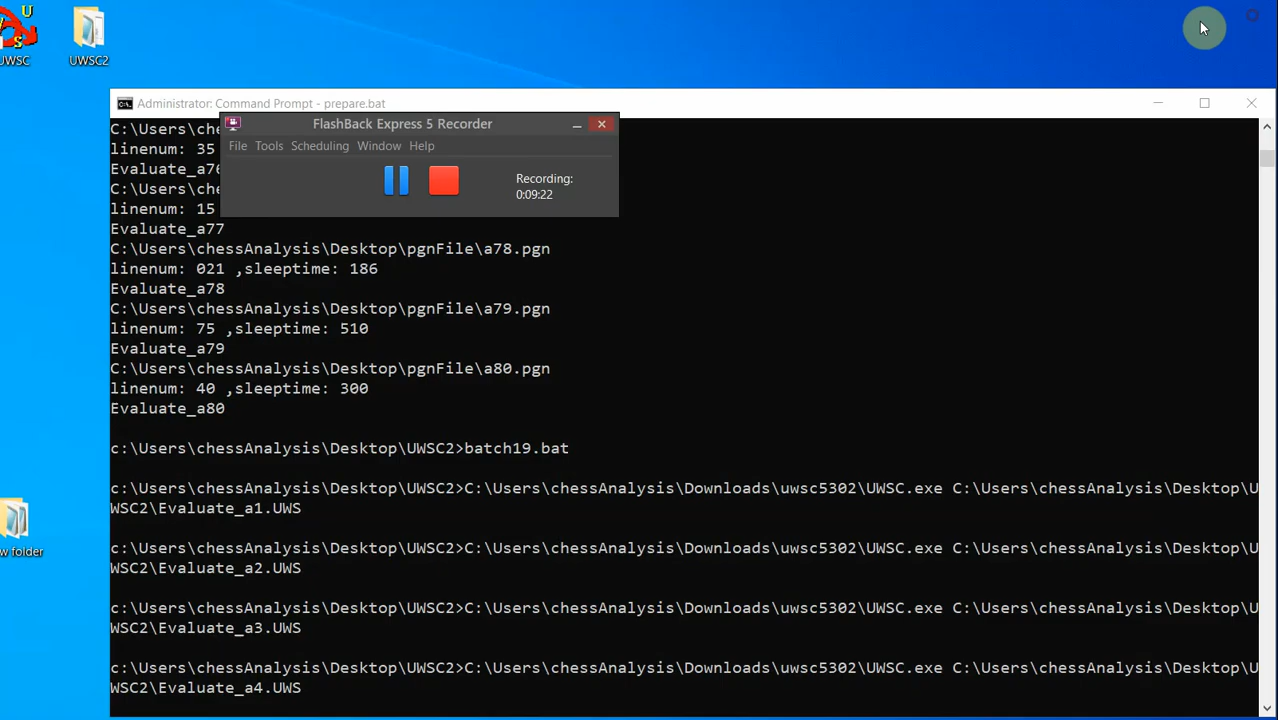 U
S
UWSC
UWSC2
Administrator: Command Prompt - prepare.bat
FlashBack Express 5 Recorder
File Tools Scheduling Window Help
Recording:
0:09:22
C:\Users\che
linenum: 35
Evaluate_a76
C:\Users\che
linenum: 15
Evaluate_a77
C:\Users\chessAnalysis\Desktop\pgnFile\a78.pgn
linenum: 021 ,sleeptime: 186
Evaluate_a78
C:\Users\chessAnalysis\Desktop\pgnFile\a79.pgn
linenum: 75 ,sleeptime: 510
Evaluate_a79
C:\Users\chessAnalysis\Desktop\pgnFile\a80.pgn
linenum: 40 ,sleeptime: 300
Evaluate_a80
c:\Users\chessAnalysis\Desktop\UWSC2>batch19.bat
c:\Users\chessAnalysis\Desktop\UWSC2>C:\Users\chessAnalysis\Downloads\uwsc5302\UWSC.exe C:\Users\chessAnalysis\Desktop\U
WSC2\Evaluate_a1.UWS
c:\Users\chessAnalysis\Desktop\UWSC2>C:\Users\chessAnalysis\Downloads\uwsc5302\UWSC.exe C:\Users\chessAnalysis\Desktop\U
WSC2\Evaluate_a2.UWS
c:\Users\chessAnalysis\Desktop\UWSC2>C:\Users\chessAnalysis\Downloads\uwsc5302\UWSC.exe C:\Users\chessAnalysis\Desktop\U
WSC2\Evaluate_a3.UWS
c:\Users\chessAnalysis\Desktop\UWSC2>C:\Users\chessAnalysis\Downloads\uwsc5302\UWSC.exe C:\Users\chessAnalysis\Desktop\U
WSC2\Evaluate_a4.UWS
w folder